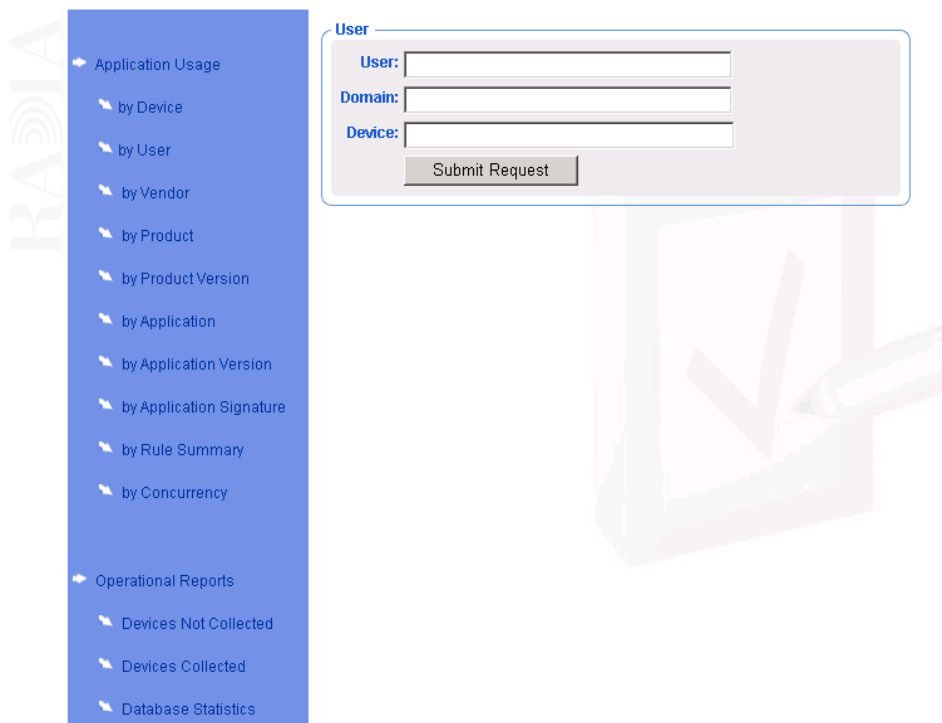 RADIA
Application Usage
by Device
by User
by Vendor
by Product
by Product Version
by Application
by Application Version
by Application Signature
by Rule Summary
by Concurrency
Operational Reports
Devices Not Collected
Devices Collected
Database Statistics
User
User:
Domain:
Device:
Submit Request